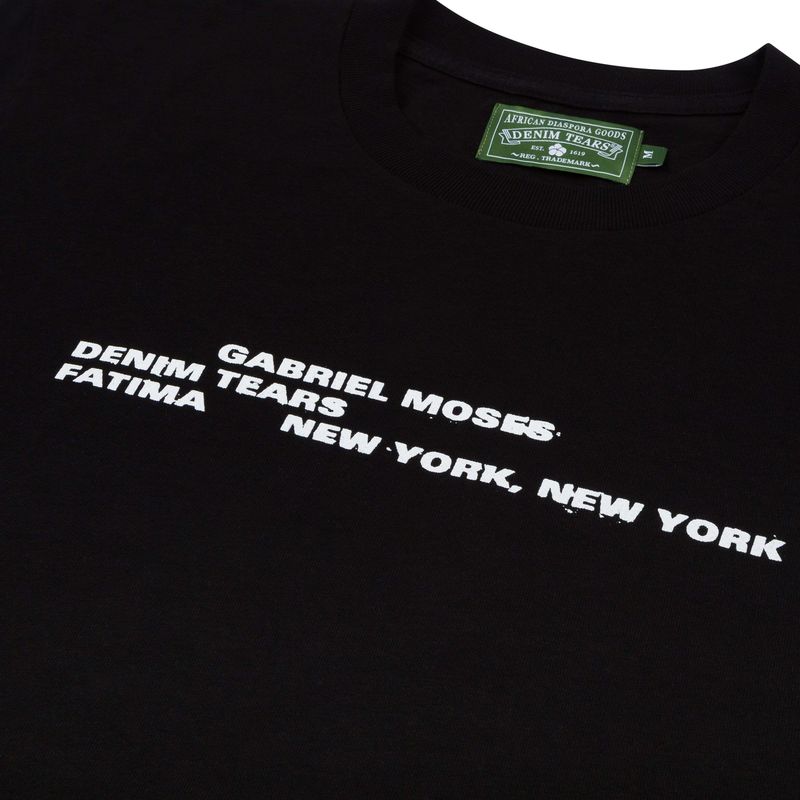 AFRICAN DIASPORA GOODS
DENIM TEARS
EST. 1619
REG. TRADEMARK
M
GABRIEL MOSES
DENIM TEARS
FATIMA
NEW YORK, NEW YORK